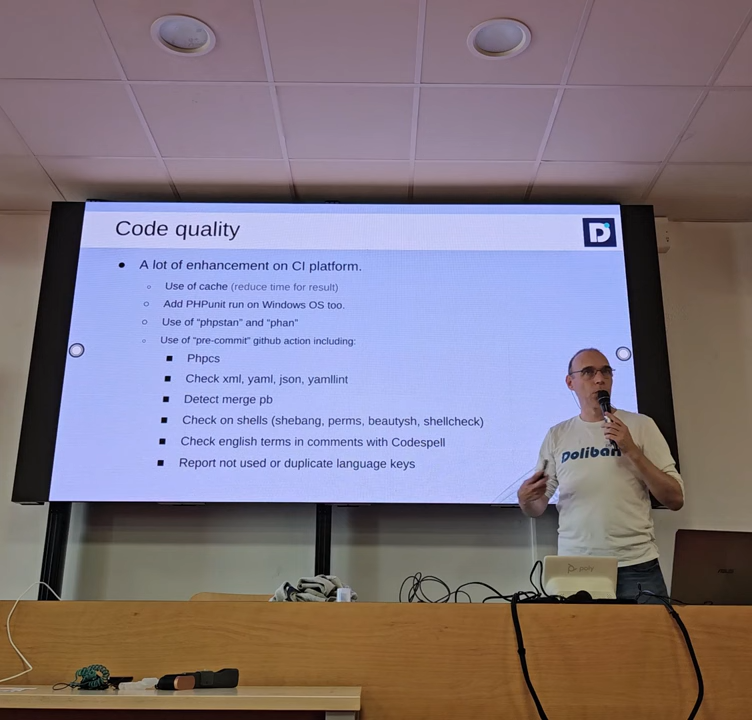 Code quality
D
A lot of enhancement on CI platform.
Use of cache (reduce time for result)
Add PHPunit run on Windows OS too.
Use of “phpstan” and “phan”
Use of “pre-commit” github action including:
Phpcs
Check xml, yaml, json, yamllint
Detect merge pb
Check on shells (shebang, perms, beautysh, shellcheck)
Check english terms in comments with Codespell
Report not used or duplicate language keys
Dolibarr
poly
ASUS